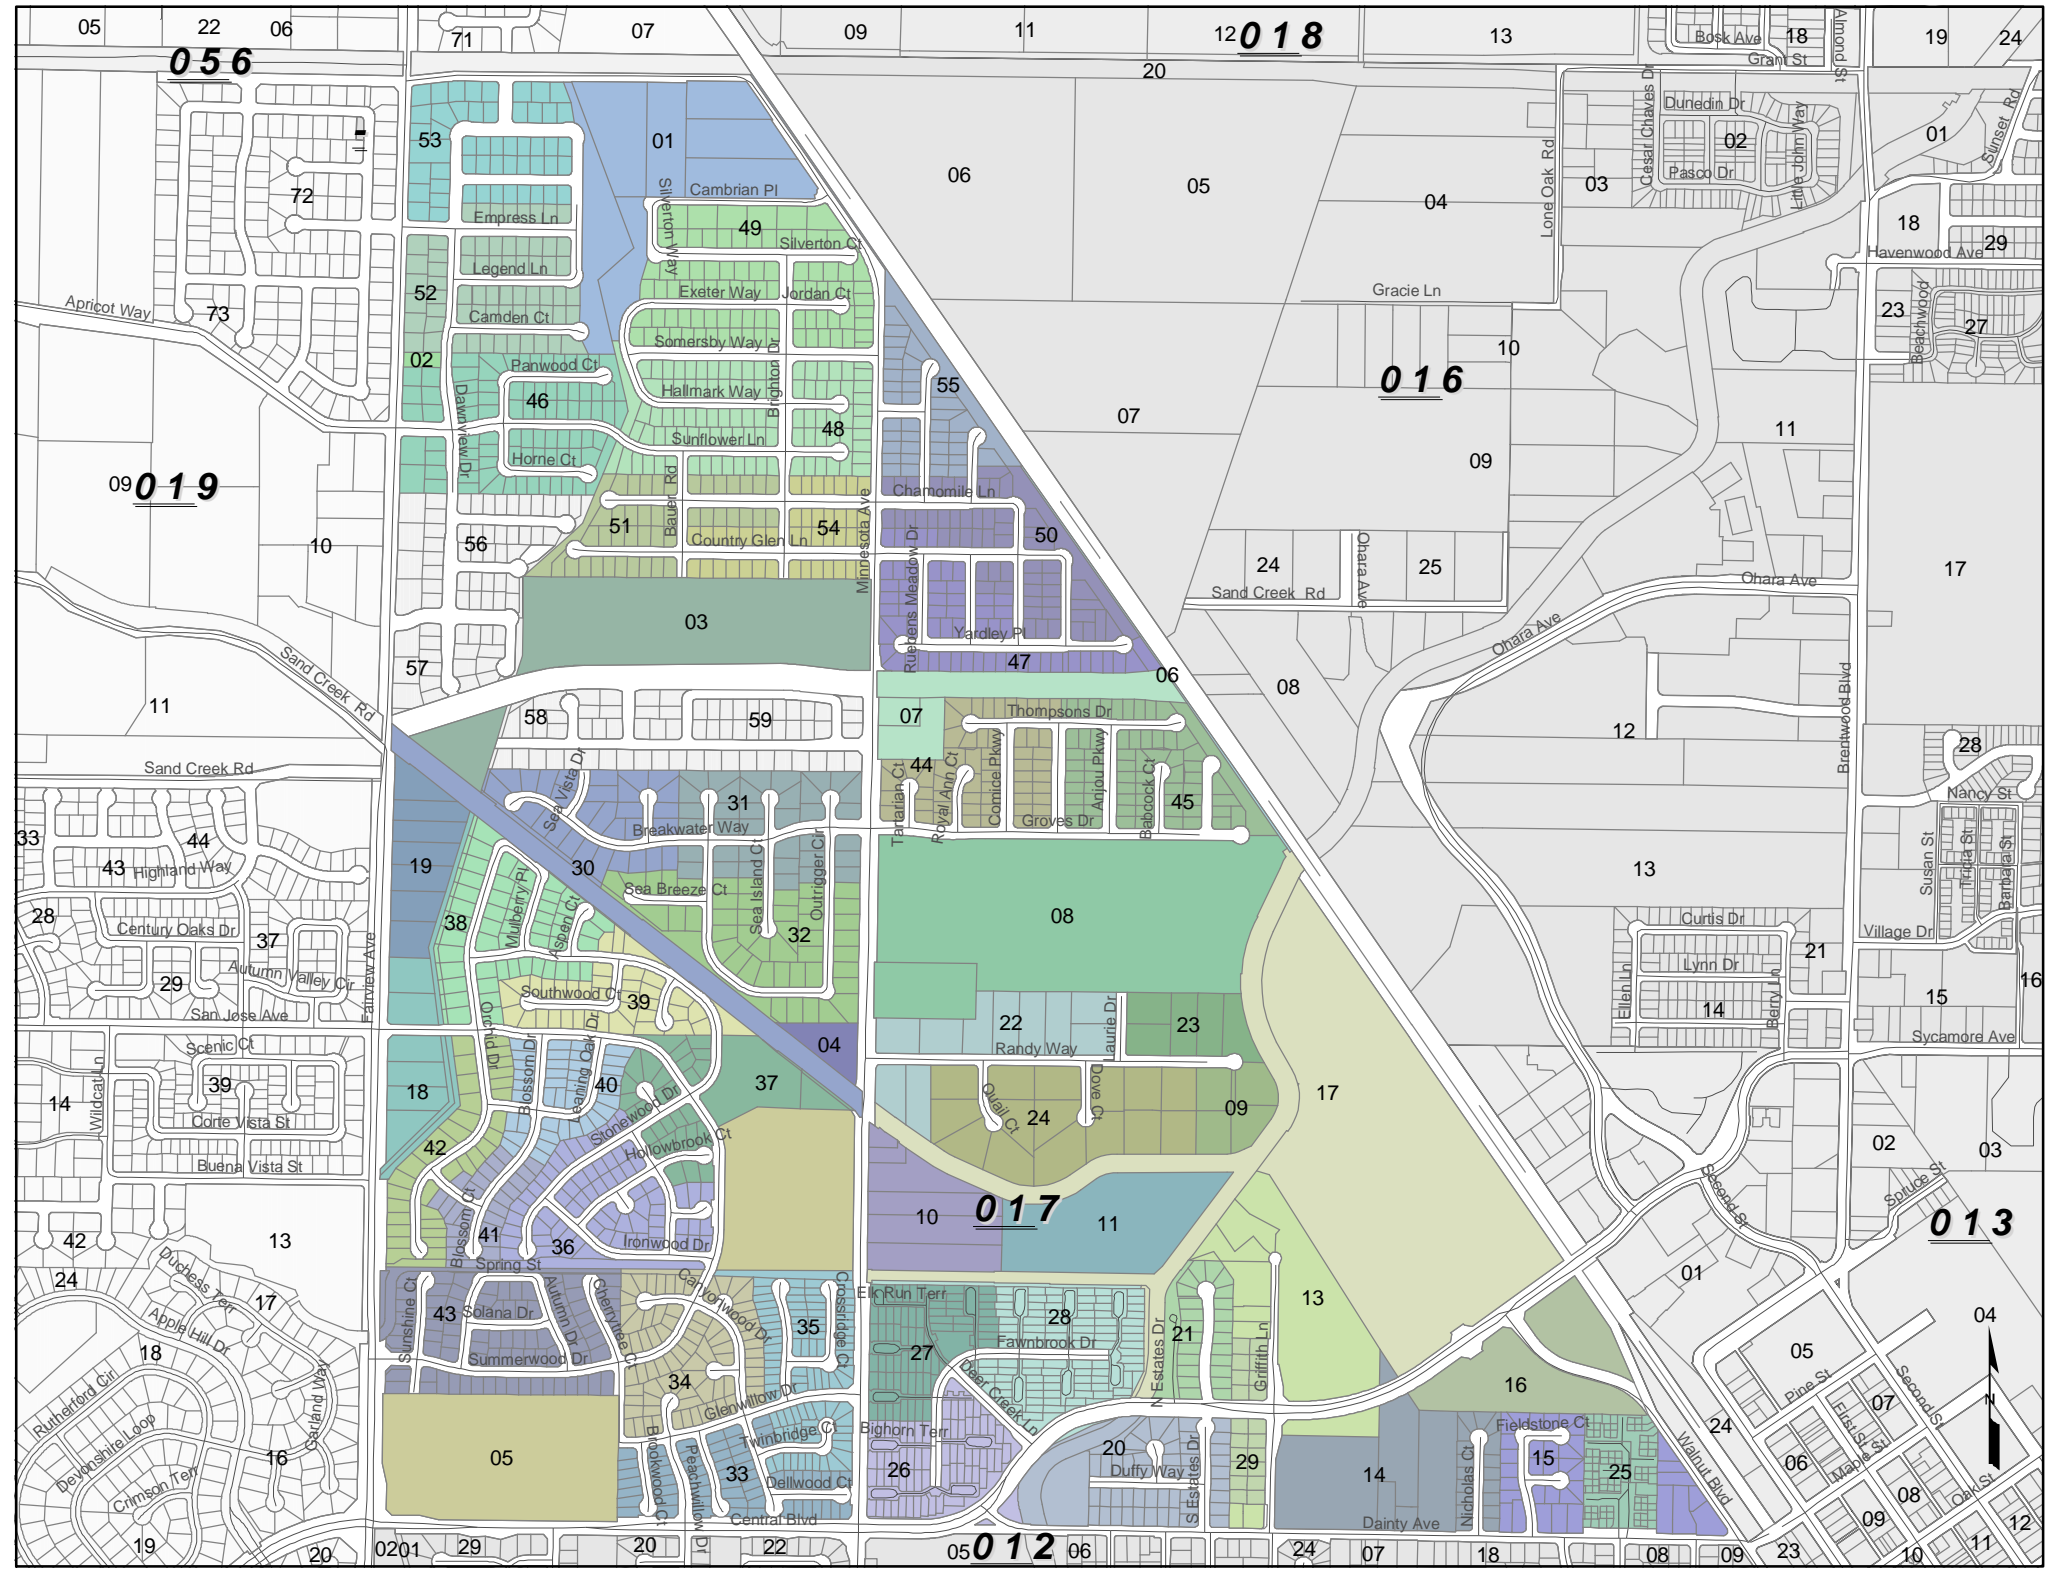 05
22
06
71
07
09
11
12
018
13
Bosk Ave
18
Almond St
19
24
056
Grant St
20
53
01
72
Cambrian Pl
Silverton Way
49
Silverton Ct
Empress Ln
Legend Ln
52
Exeter Way
Jordan Ct
Apricot Way
73
Camden Ct
02
Somersby Way
Panwood Ct
Dawnview Dr
46
Hallmark Way
Brighton Dr
55
Sunflower Ln
48
Horne Ct
Bauer Rd
09
019
10
51
54
56
Country Glen Ln
Minnesota Ave
Chamomile Ln
50
Ruebens Meadow Dr
Yardley Pl
47
06
03
57
Sand Creek Rd
11
58
59
07
Thompsons Dr
44
Tartarian Ct
Royal Ann Ct
Comice Pkwy
Anjou Pkwy
Babcock Ct
45
Groves Dr
06
05
04
Lone Oak Rd
Cesar Chaves Dr
Dunedin Dr
02
Little John Way
Pasco Dr
03
01
Sunset Rd
18
29
Havenwood Ave
23
Beachwood
27
Gracie Ln
10
016
07
09
11
24
25
Ohara Ave
Sand Creek Rd
Ohara Ave
Ohara Ave
17
08
12
Brentwood Blvd
28
Nancy St
Susan St
Tricia St
Barbara St
13
Curtis Dr
Village Dr
21
Lynn Dr
Ellen Ln
14
Berry Ln
15
16
Sycamore Ave
Sand Creek Rd
33
44
43
Highland Way
28
Century Oaks Dr
37
29
Autumn Valley Cir
San Jose Ave
Fairview Ave
Scenic Ct
39
14
Wildcat Ln
Corte Vista St
Buena Vista St
42
13
24
Duchess Terr
17
Apple Hill Dr
18
Rutherford Cir
Devonshire Loop
Garland Way
16
Crimson Terr
19
20
19
Sea Vista Dr
31
Breakwater Way
30
Sea Breeze Ct
Sea Island Ct
Outrigger Cir
32
38
Mulberry Pl
Aspen Ct
Southwood Ct
39
Orchid Dr
04
37
18
Blossom Dr
Leaning Oak Dr
40
Stonewood Dr
42
Hollowbrook Ct
Blossom Ct
41
36
Ironwood Dr
Spring St
Sunshine Ct
43
Solana Dr
Autumn Dr
Cherrytree Ct
Canyonwood Dr
35
Crossridge Ct
Summerwood Dr
34
Glenwillow Dr
05
Brookwood Ct
Peachwillow Dr
33
Twinbridge Ct
Dellwood Ct
Central Blvd
08
22
Laurie Dr
23
Randy Way
Quail Ct
24
Dove Ct
09
17
10
017
11
Elk Run Terr
28
27
Fawnbrook Dr
Deer Creek Ln
Bighorn Terr
26
N Estates Dr
21
Griffith Ln
13
20
Duffy Way
S Estates Dr
29
14
16
Nicholas Ct
Fieldstone Ct
15
25
Dainty Ave
Walnut Blvd
02
03
Second St
Spruce St
013
01
04
05
Pine St
Second St
07
First St
Maple St
24
06
08
Oak St
09
12
11
10
N
0201
29
20
22
05
012
06
24
07
18
08
09
23